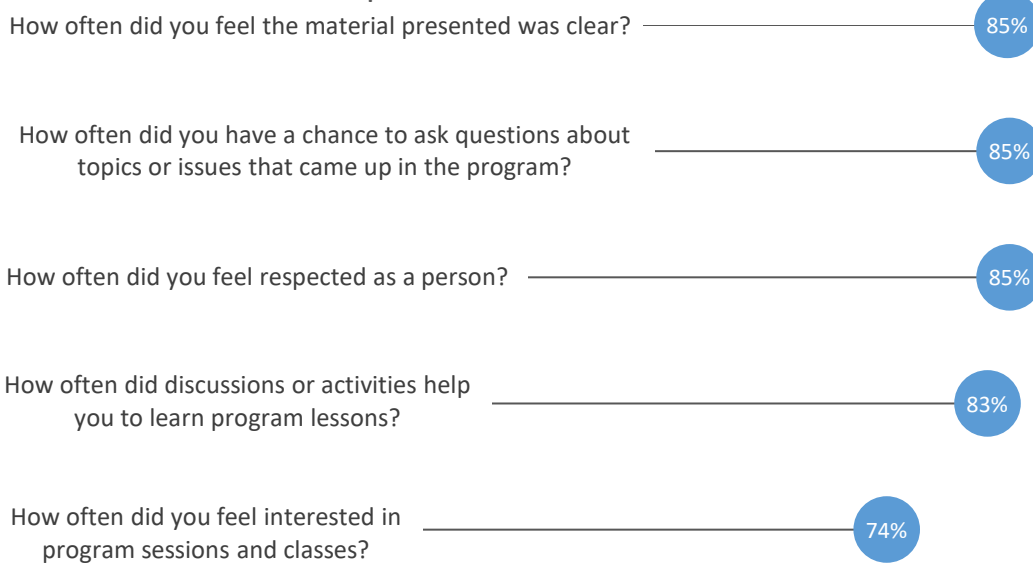 How often did you feel the material presented was clear?
85%
How often did you have a chance to ask questions about
topics or issues that came up in the program?
85%
How often did you feel respected as a person?
85%
How often did discussions or activities help
you to learn program lessons?
83%
How often did you feel interested in
program sessions and classes?
74%